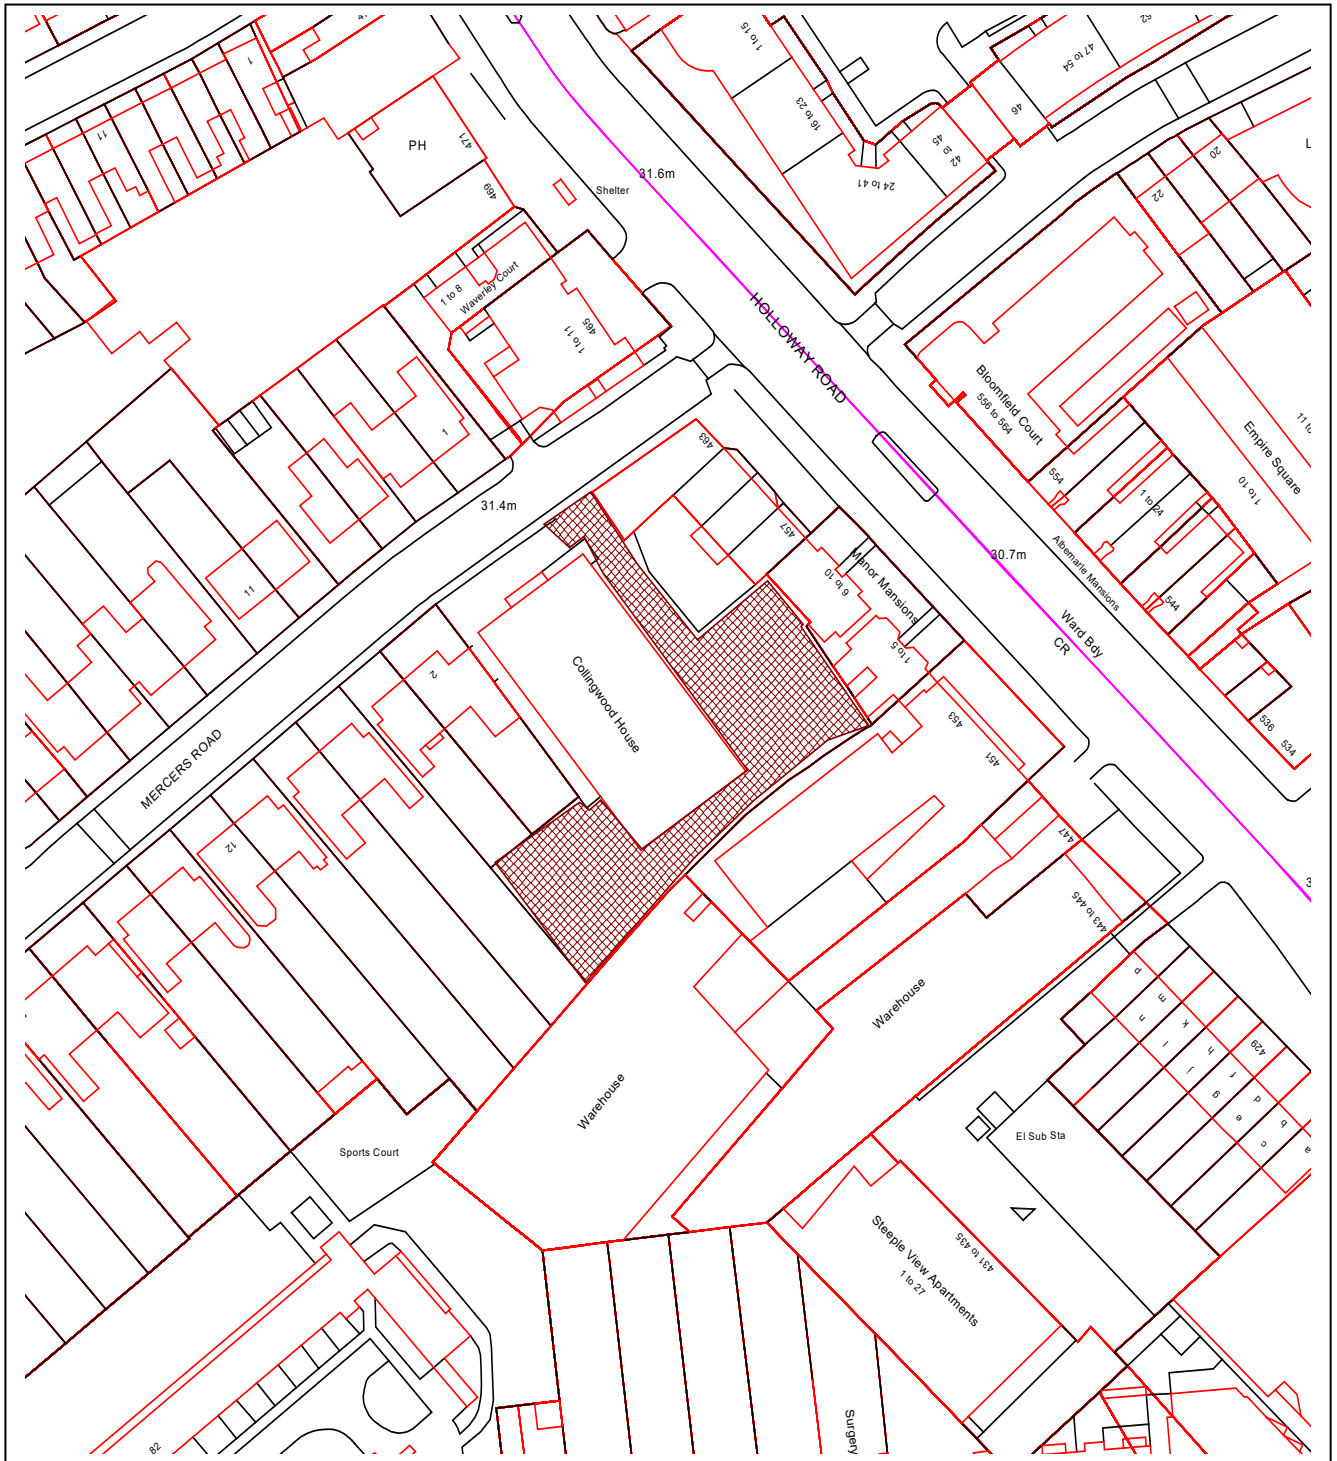 1 to 15
47 to 54
1
11
PH
471
469
16 to 23
46
42 9 45
24 to 41
20
22
L
31.6m
Shelter
1 to 8
Waverley Court
465
1 to 11
HOLLOWAY ROAD
Bloomfield Court
556 to 564
Empire Square
1 to 10
11 to
1
463
457
554
1 to 24
31.4m
11
30.7m
Albemarle Mansions
544
Manor Mansions
6 to 10
1 to 5
Ward Bdy
CR
Collingwood House
2
453
451
536
534
MERCERS ROAD
12
447
443 to 445
Warehouse
Warehouse
p
n
m
l
k
j
h
g
f
e
d
c
b
a
429
El Sub Sta
Sports Court
Steeple View Apartments
1 to 27
431 to 435
Surgery
82